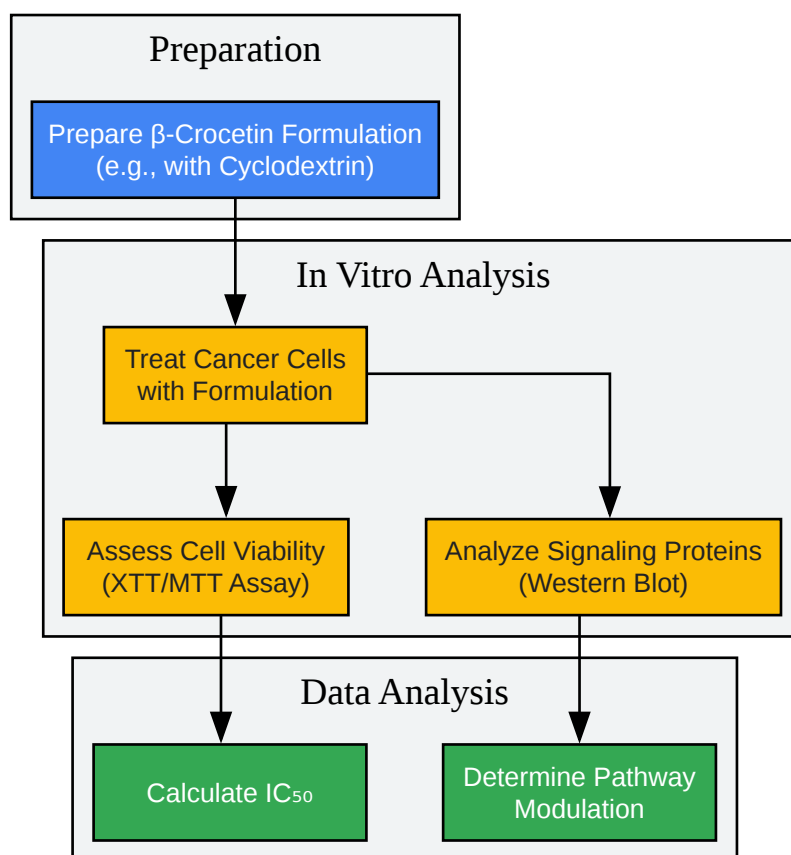 Preparation
Prepare β-Crocetin Formulation
(e.g., with Cyclodextrin)
In Vitro Analysis
Treat Cancer Cells
with Formulation
Assess Cell Viability
(XTT/MTT Assay)
Analyze Signaling Proteins
(Western Blot)
Data Analysis
Calculate IC₅₀
Determine Pathway
Modulation